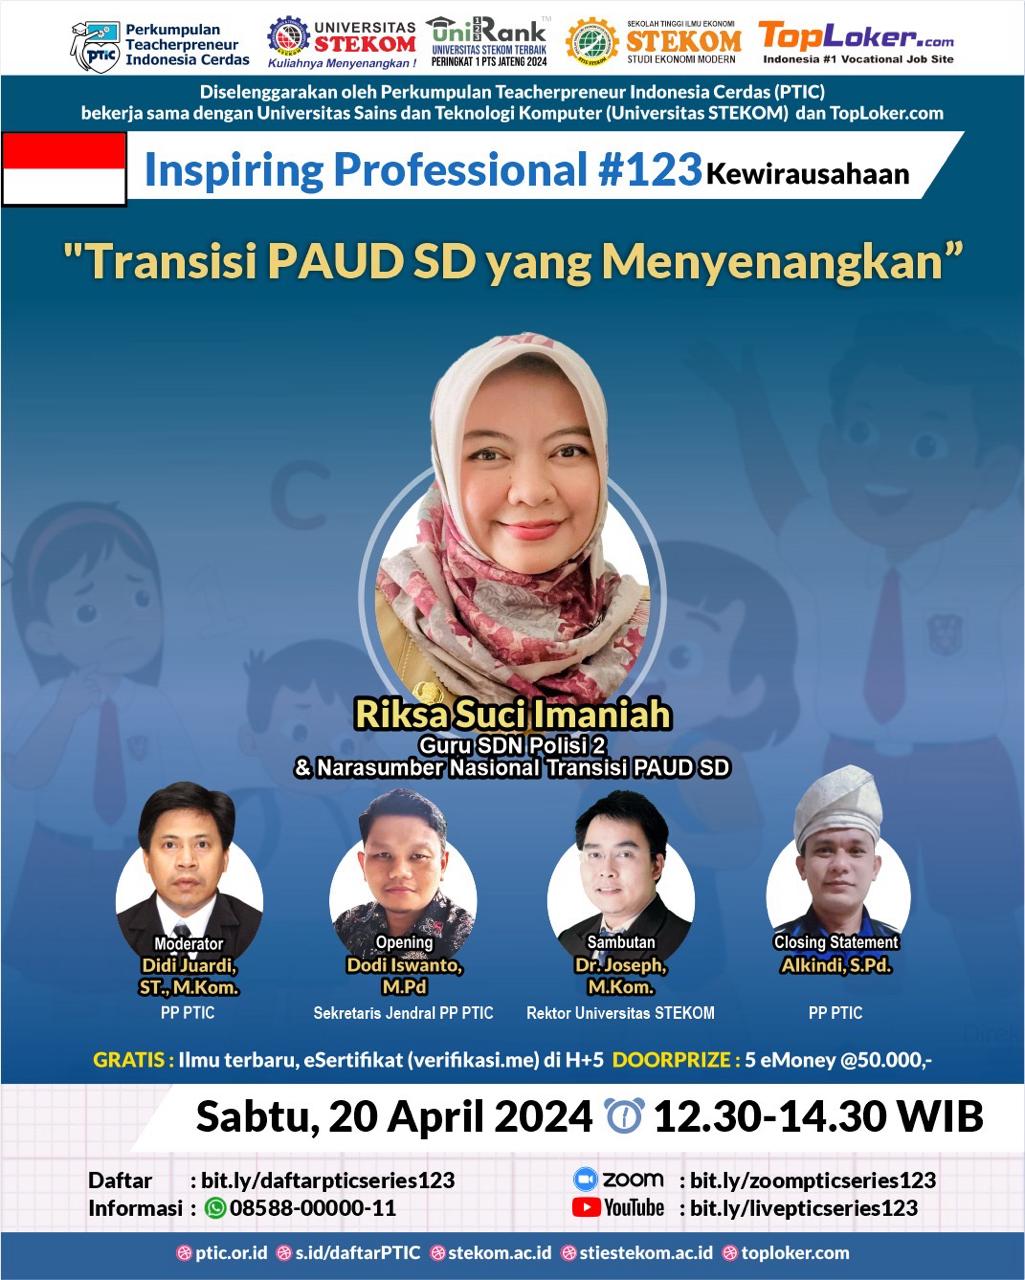 Perkumpulan
Teacherpreneur
Indonesia Cerdas
PTIC
UNIVERSITAS
STEKOM
Kuliahnya Menyenangkan !
UniRank™
123
UNIVERSITAS STEKOM TERBAIK
PERINGKAT 1 PTS JATENG 2024
SEKOLAH TINGGI ILMU EKONOMI
STEKOM
STUDI EKONOMI MODERN
TopLoker.com
Indonesia #1 Vocational Job Site
Diselenggarakan oleh Perkumpulan Teacherpreneur Indonesia Cerdas (PTIC)
bekerja sama dengan Universitas Sains dan Teknologi Komputer (Universitas STEKOM) dan TopLoker.com
Inspiring Professional #123 Kewirausahaan
"Transisi PAUD SD yang Menyenangkan”
C
Riksa Suci Imaniah
Guru SDN Polisi 2
& Narasumber Nasional Transisi PAUD SD
Moderator
Didi Juardi,
ST., M.Kom.
PP PTIC
Opening
Dodi Iswanto,
M.Pd
Sekretaris Jendral PP PTIC
Sambutan
Dr. Joseph,
M.Kom.
Rektor Universitas STEKOM
Closing Statement
Alkindi, S.Pd.
PP PTIC
Direk
GRATIS : Ilmu terbaru, eSertifikat (verifikasi.me) di H+5 DOORPRIZE : 5 eMoney @50.000,-
Sabtu, 20 April 2024 12.30-14.30 WIB
Daftar : bit.ly/daftarpticseries123
Informasi : 08588-00000-11
zoom : bit.ly/zoompticseries123
YouTube : bit.ly/livepticseries123
ptic.or.id s.id/daftarPTIC stekom.ac.id stiestekom.ac.id toploker.com